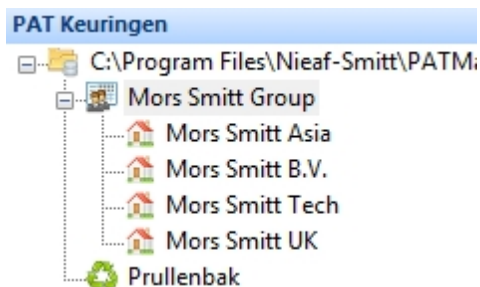 PAT Keuringen
C:\Program Files\Nieaf-Smitt\PATMa
Mors Smitt Group
Mors Smitt Asia
Mors Smitt B.V.
Mors Smitt Tech
Mors Smitt UK
Prullenbak